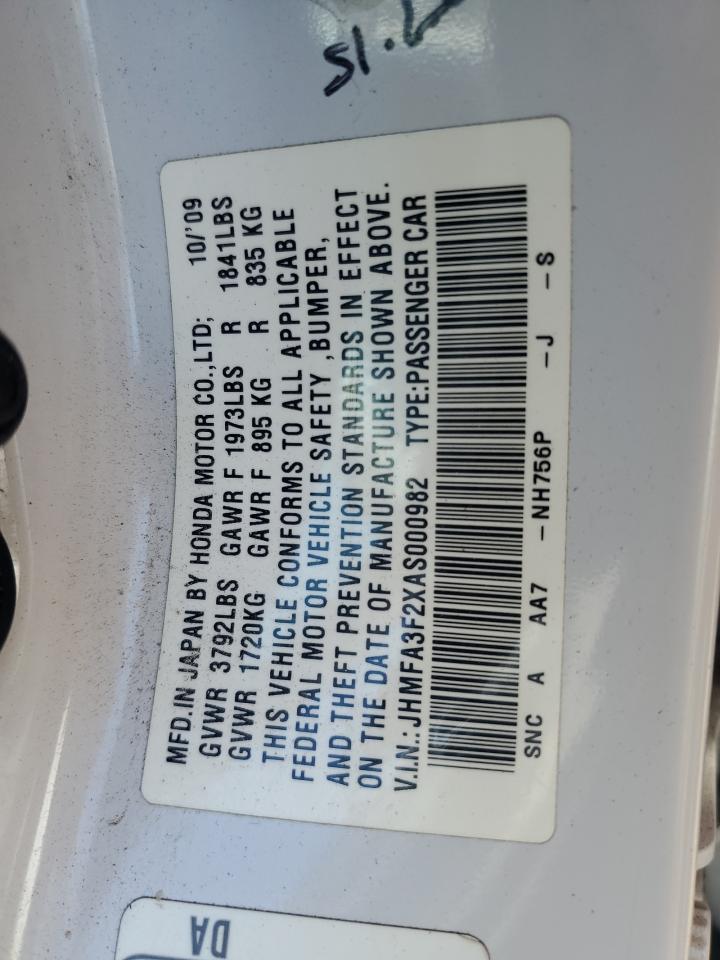 MFD.IN JAPAN BY HONDA MOTOR CO.,LTD; 10/'09
GVWR 3792LBS GAWR F 1973LBS R 1841LBS
GVWR 1720KG GAWR F 895 KG R 835 KG
THIS VEHICLE CONFORMS TO ALL APPLICABLE
FEDERAL MOTOR VEHICLE SAFETY ,BUMPER,
AND THEFT PREVENTION STANDARDS IN EFFECT
ON THE DATE OF MANUFACTURE SHOWN ABOVE.
V.I.N.: JHMFA3F2XAS000982 TYPE:PASSENGER CAR
SNC A AA7 -NH756P -J -S
DA